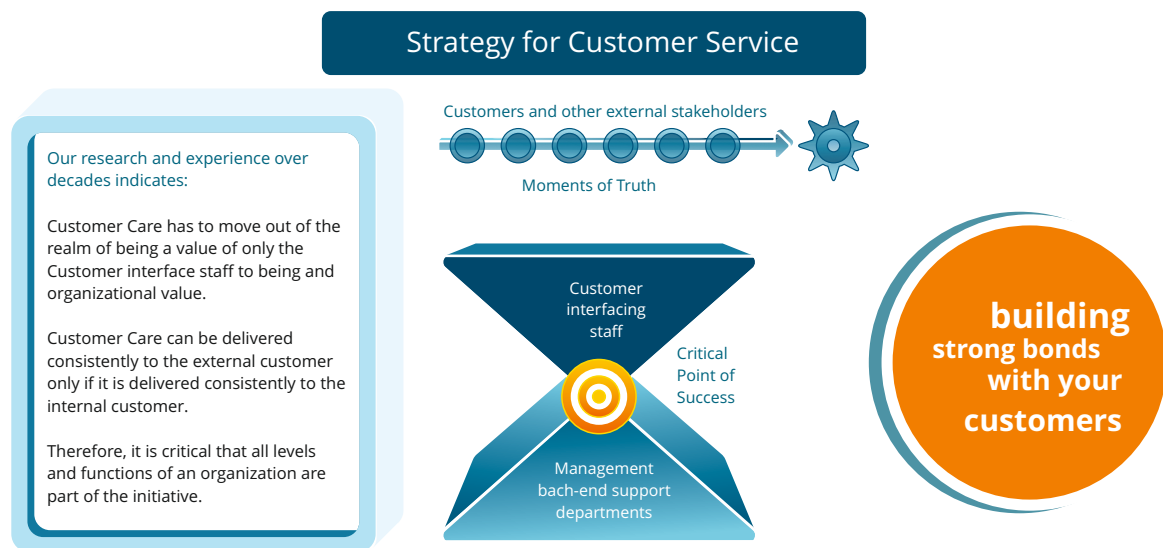 Strategy for Customer Service
Our research and experience over
decades indicates:
Customer Care has to move out of the
realm of being a value of only the
Customer interface staff to being and
organizational value.
Customer Care can be delivered
consistently to the external customer
only if it is delivered consistently to the
internal customer.
Therefore, it is critical that all levels
and functions of an organization are
part of the initiative.
Customers and other external stakeholders
Moments of Truth
Customer
interfacing
staff
Critical
Point of
Success
Management
bach-end support
departments
building
strong bonds
with your
customers